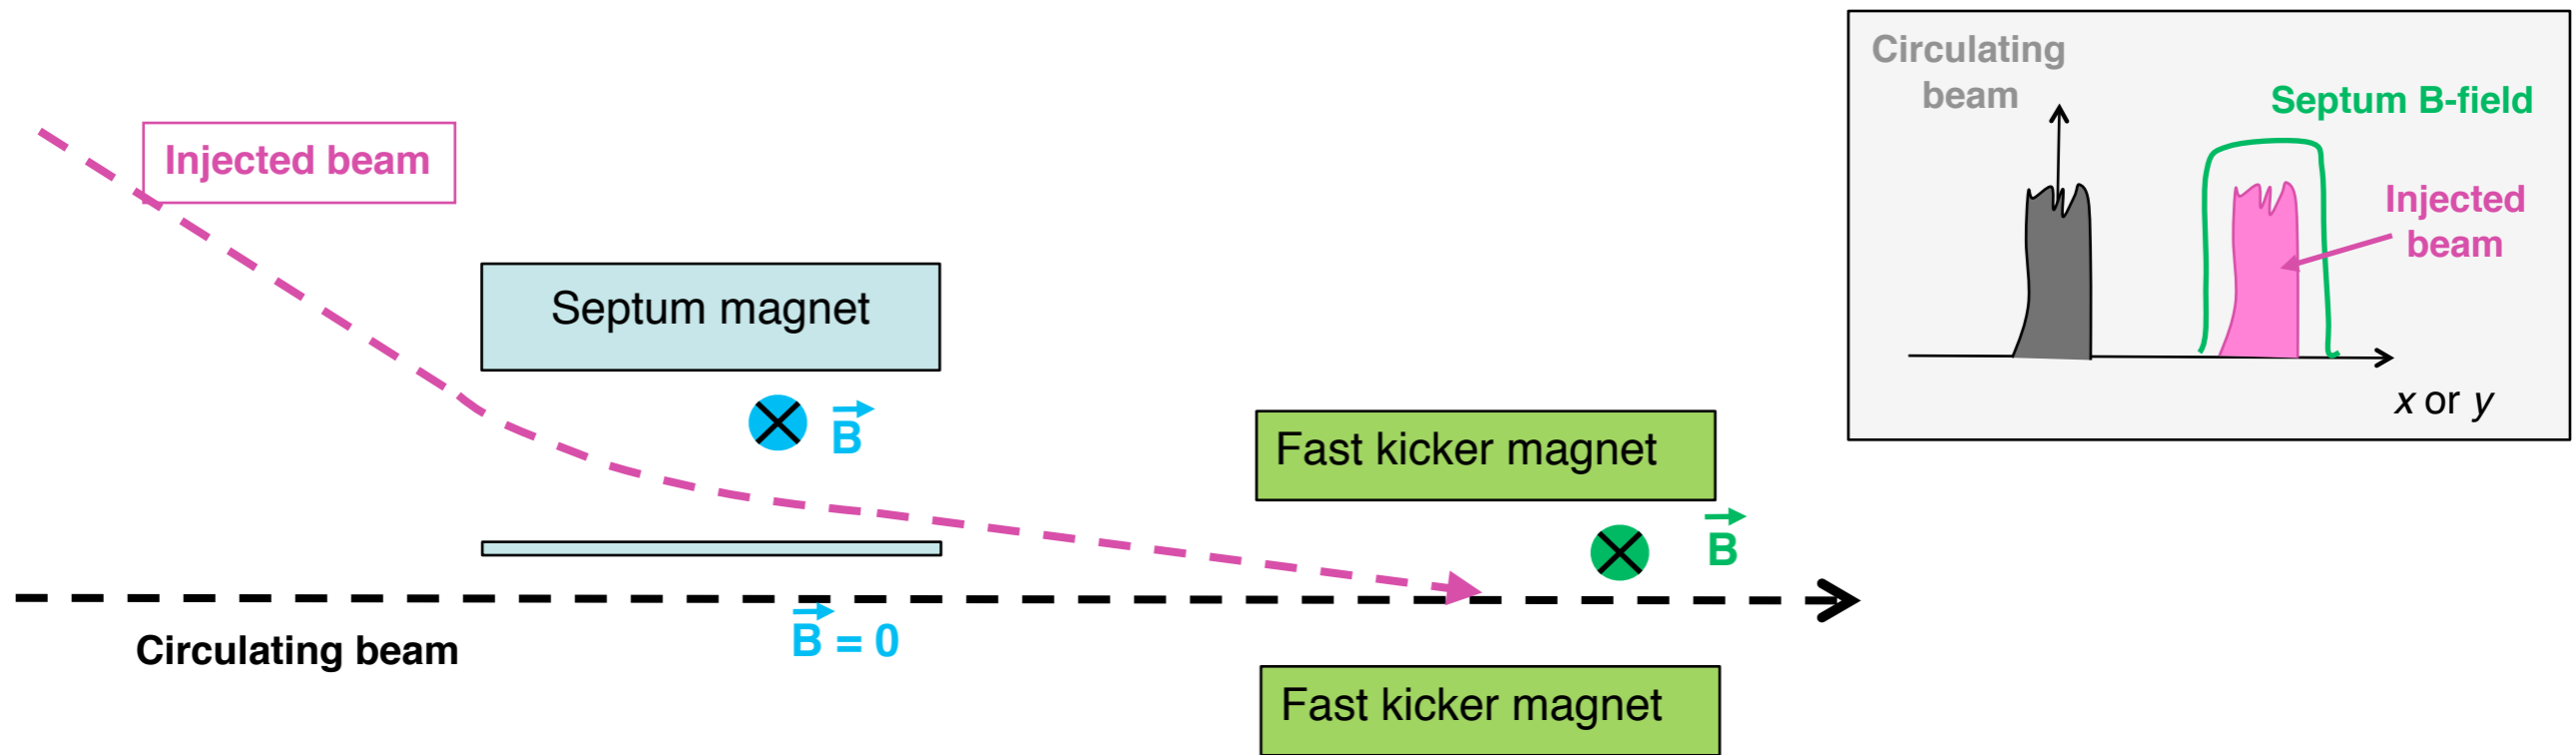 Injected beam
Septum magnet
B
B = 0
Circulating beam
Fast kicker magnet
B
Fast kicker magnet
Circulating
beam
Septum B-field
Injected
beam
x or y